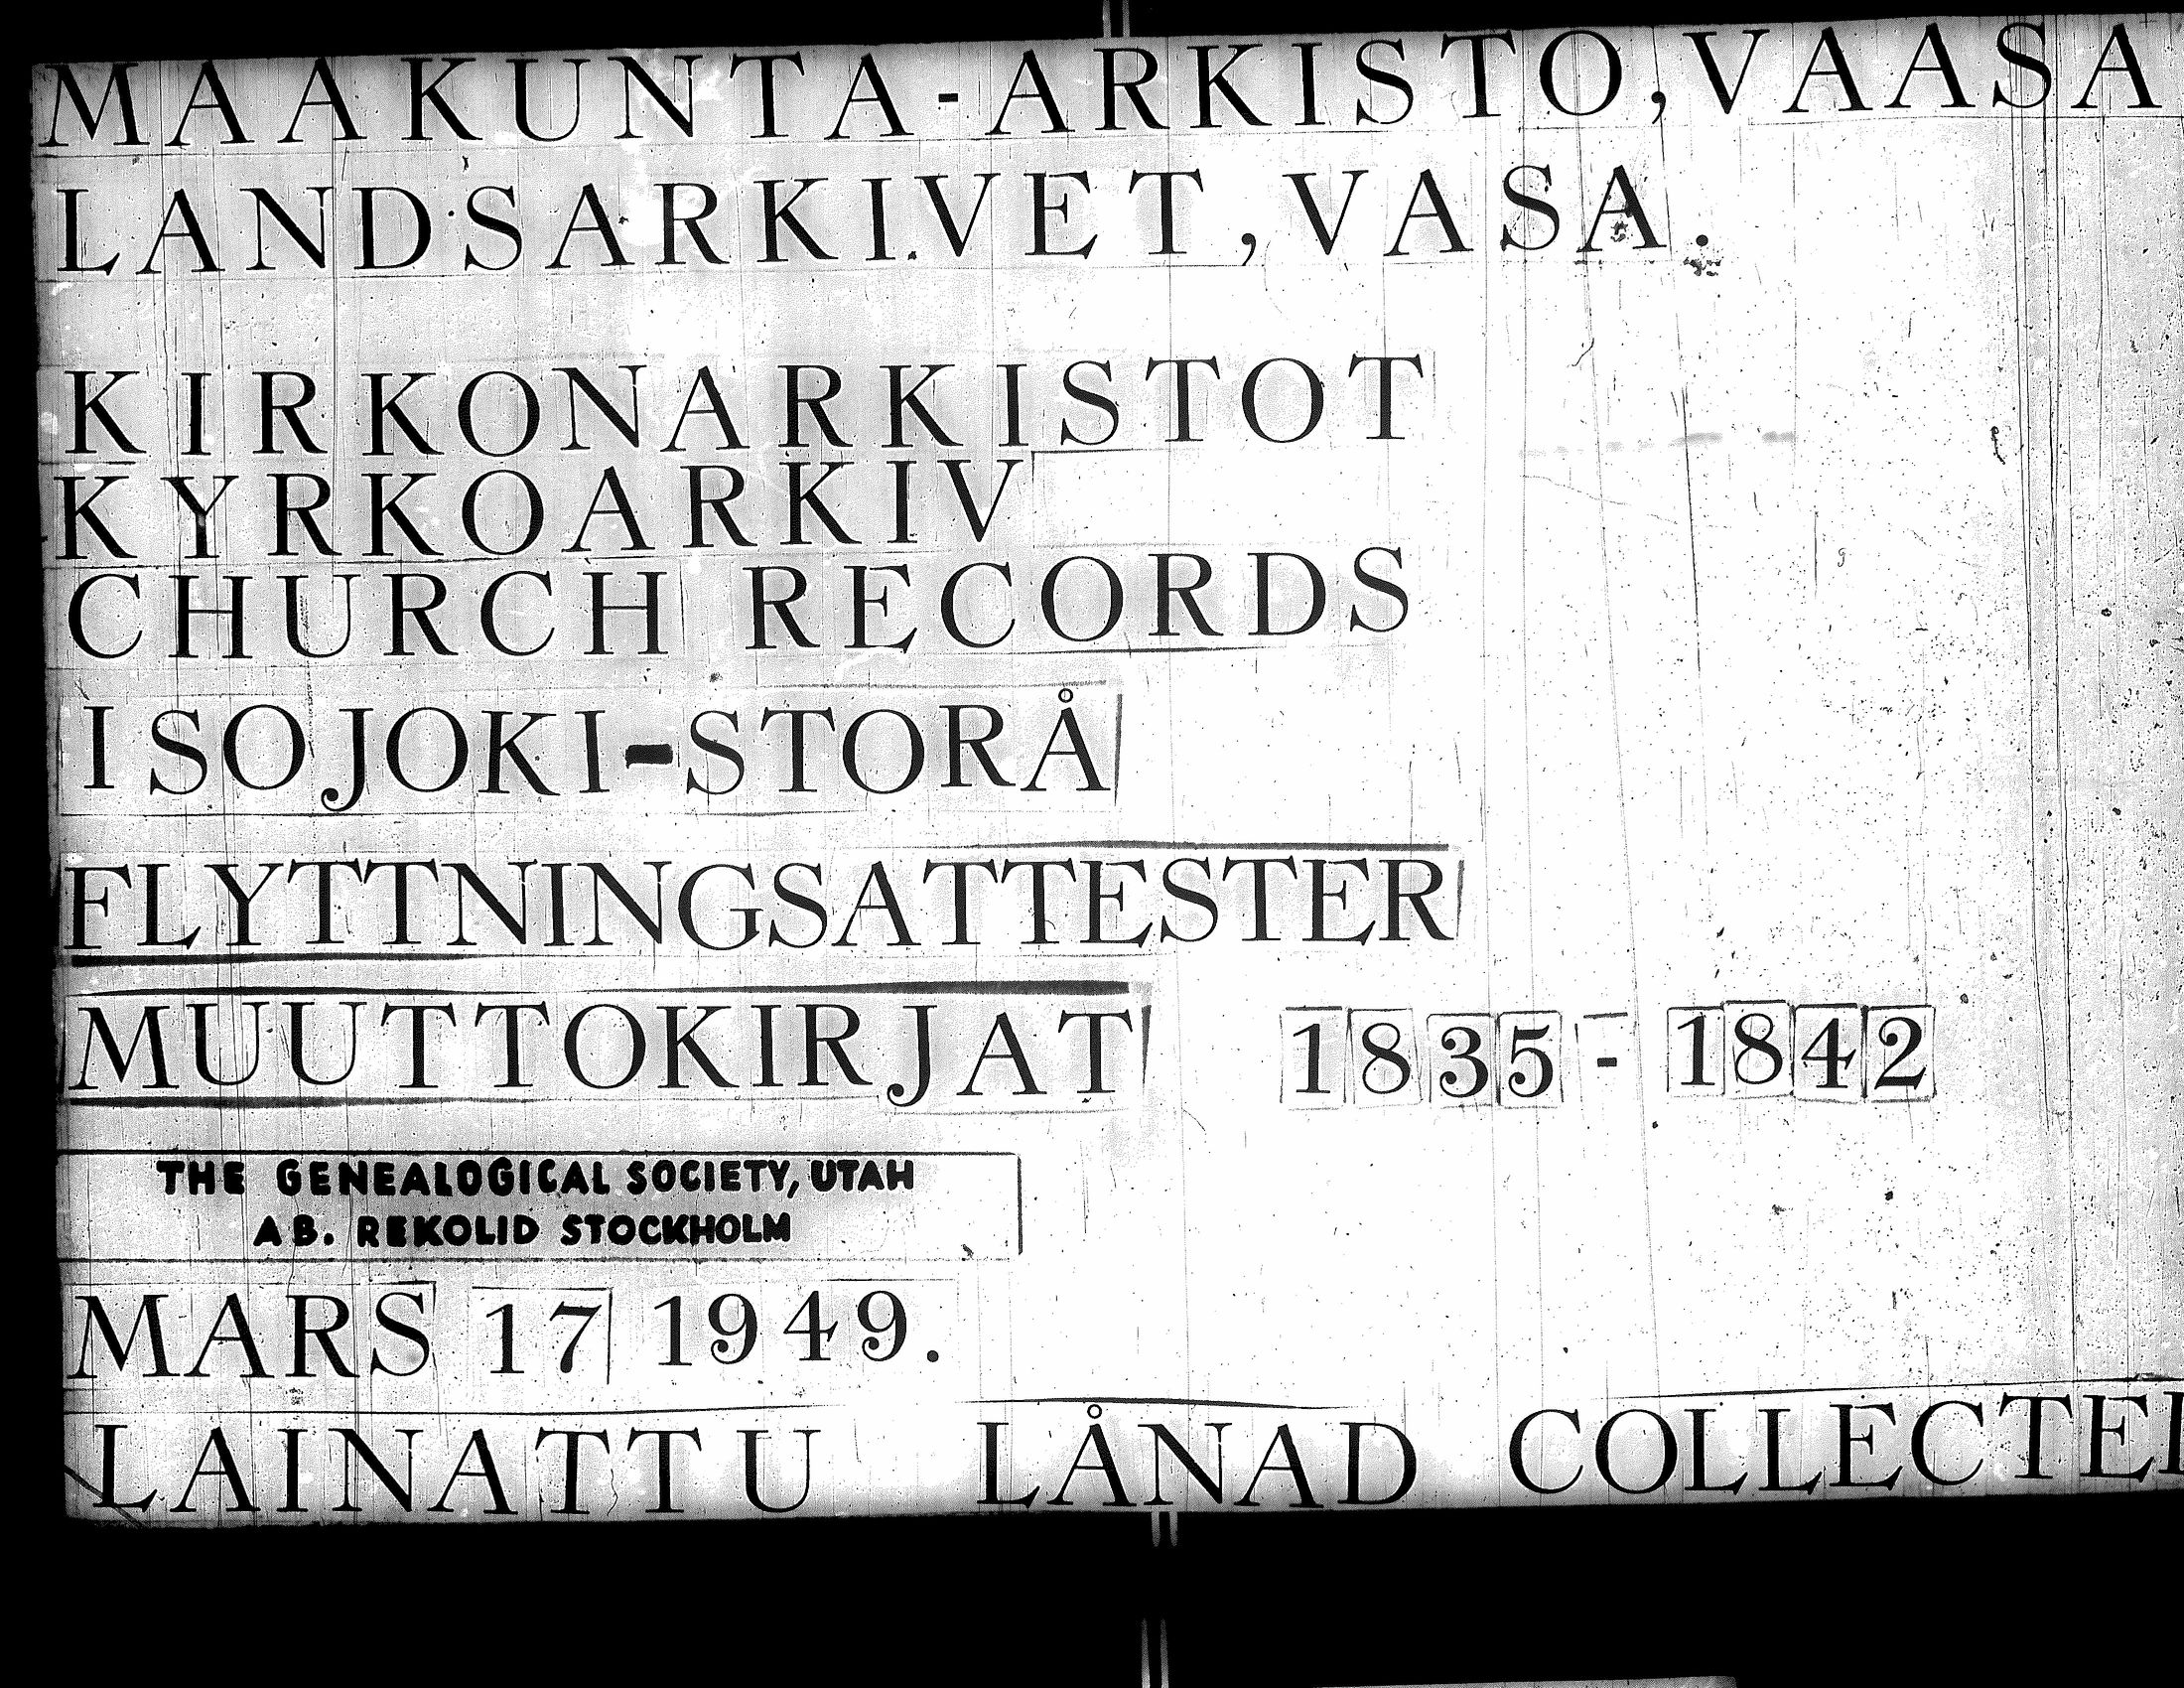 MAAKUNTA-ARKISTO, VAASA
LANDSARKIVET, VASA.
KIRKONARKISTOT
KYRKOARKIV
CHURCH RECORDS
ISOJOKI-STORÅ
FLYTTNINGSATTESTER
MUUTTOKIRJAT 1835-1842
THE GENEALOGICAL SOCIETY, UTAH
AB. REKOLID STOCKHOLM
MARS 17 1949.
LAINATTU LÅNAD